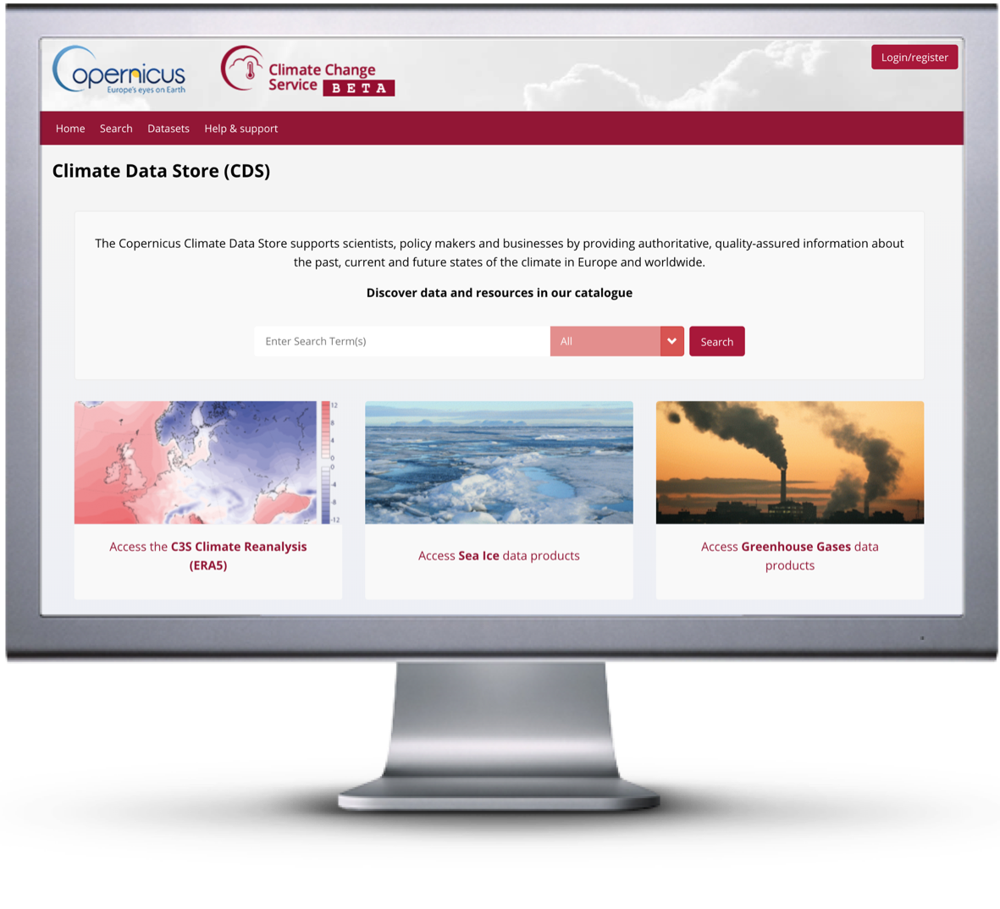 Copernicus
Europe's eyes on Earth
Climate Change
Service BETA
Login/register
Home Search Datasets Help & support
Climate Data Store (CDS)
The Copernicus Climate Data Store supports scientists, policy makers and businesses by providing authoritative, quality-assured information about
the past, current and future states of the climate in Europe and worldwide.
Discover data and resources in our catalogue
Enter Search Term(s) All Search
12
8
4
0
0
-4
-8
-12
Access the C3S Climate Reanalysis
(ERA5)
Access Sea Ice data products
Access Greenhouse Gases data
products